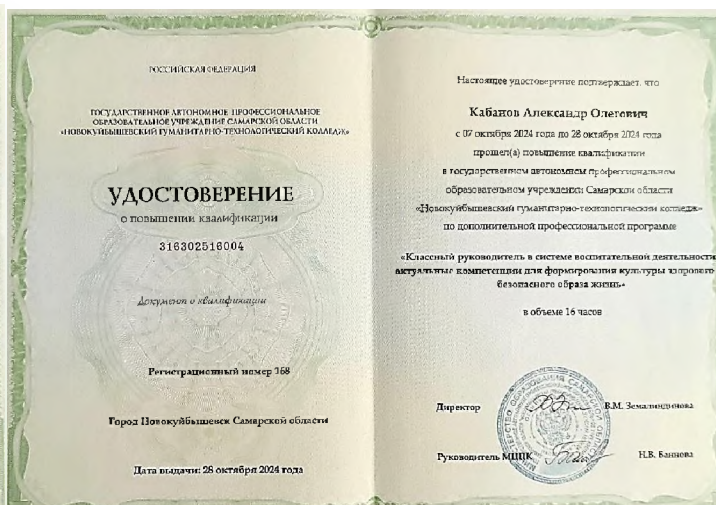 РОССИЙСКАЯ ФЕДЕРАЦИЯ
ГОСУДАРСТВЕННОЕ АВТОНОМНОЕ ПРОФЕССИОНАЛЬНОЕ
ОБРАЗОВАТЕЛЬНОЕ УЧРЕЖДЕНИЕ САМАРСКОЙ ОБЛАСТИ
«НОВОКУЙБЫШЕВСКИЙ ГУМАНИТАРНО-ТЕХНОЛОГИЧЕСКИЙ КОЛЛЕДЖ»
УДОСТОВЕРЕНИЕ
о повышении квалификации
316302516004
Документ о квалификации
Регистрационный номер 168
Город Новокуйбышевск Самарской области
Дата выдачи: 28 октября 2024 года
Настоящее удостоверение подтверждает, что
Кабанов Александр Олегович
с 07 октября 2024 года по 28 октября 2024 года
прошел(а) повышение квалификации
в государственном автономном профессиональном
образовательном учреждении Самарской области
«Новокуйбышевский гуманитарно-технологический колледж»
по дополнительной профессиональной программе
«Классный руководитель в системе воспитательной деятельности
актуальные компетенции для формирования культуры здорового
безопасного образа жизнь»
в объеме 16 часов
Директор В.М.
Руководитель МЦПК Н.В. Баннова